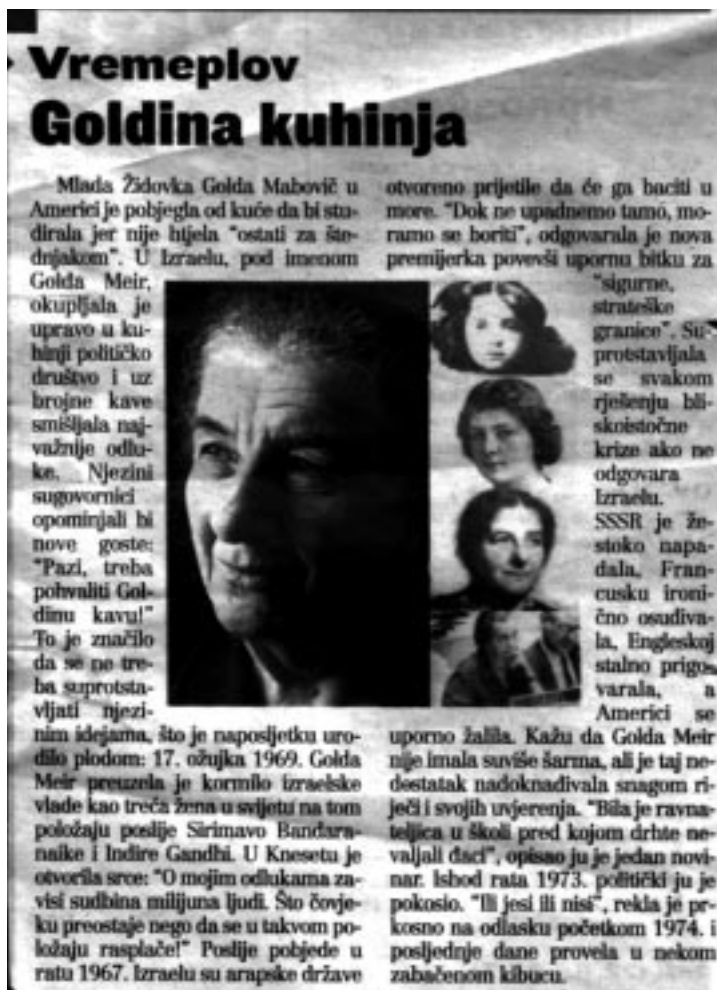 Vremeplov
Goldina kuhinja
Mlada Židovka Golda Mabovič u
Americi je pobjegla od kuće da bi stu-
dirala jer nije htjela "ostati za šte-
dnjakom". U Izraelu, pod imenom
Golda Meir,
okupljala je
upravo u ku-
hinji političko
društvo i uz
brojne kave
smišljala naj-
važnije odlu-
ke. Njezini
sugovornici
opominjali bi
nove goste:
"Pazi, treba
pohvaliti Gol-
dinu kavu!"
To je značilo
da se ne tre-
ba suprotsta-
vljati njezi-
nim idejama, što je naposljetku uro-
dilo plodom: 17. ožujka 1969. Golda
Meir preuzela je kormilo izraelske
vlade kao treća žena u svijetu na tom
položaju poslije Sirimavo Bandara-
naike i Indire Gandhi. U Knesetu je
otvorila srce: "O mojim odlukama za-
visi sudbina milijuna ljudi. Što čovje-
ku preostaje nego da se u takvom po-
ložaju rasplače!" Poslije pobjede u
ratu 1967. Izraelu su arapske države
otvoreno prijetile da će ga baciti u
more. "Dok ne upadnemo tamo, mo-
ramo se boriti", odgovarala je nova
premijerka povevši upornu bitku za
"sigurne,
strateške
granice". Su-
protstavljala
se svakom
rješenju bli-
skoistočne
krize ako ne
odgovara
Izraelu.
SSSR je že-
stoko napa-
dala, Fran-
cusku ironi-
čno osuđiva-
la, Engleskoj
stalno prigo-
varala, a
Americi se
uporno žalila. Kažu da Golda Meir
nije imala suviše šarma, ali je taj ne-
destatak nadoknađivala snagom ri-
ječi i svojih uvjerenja. "Bila je ravna-
teljica u školi pred kojom drhte ne-
valjali đaci", opisao ju je jedan novi-
nar. Ishod rata 1973. politički ju je
pokosio. "Ili jesi ili nisi", rekla je pr-
kosno na odlasku početkom 1974. i
posljednje dane provela u nekom
zabačenom kibucu.